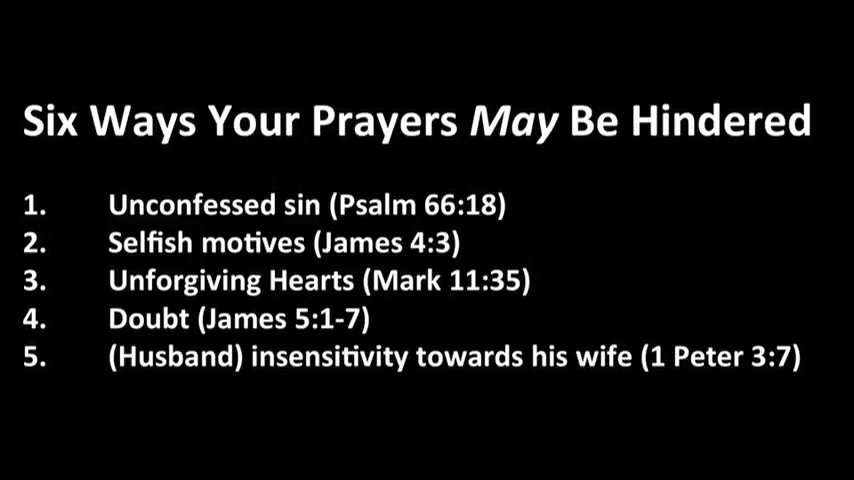 Six Ways Your Prayers May Be Hindered
1. Unconfessed sin (Psalm 66:18)
2. Selfish motives (James 4:3)
3. Unforgiving Hearts (Mark 11:35)
4. Doubt (James 5:1-7)
5. (Husband) insensitivity towards his wife (1 Peter 3:7)